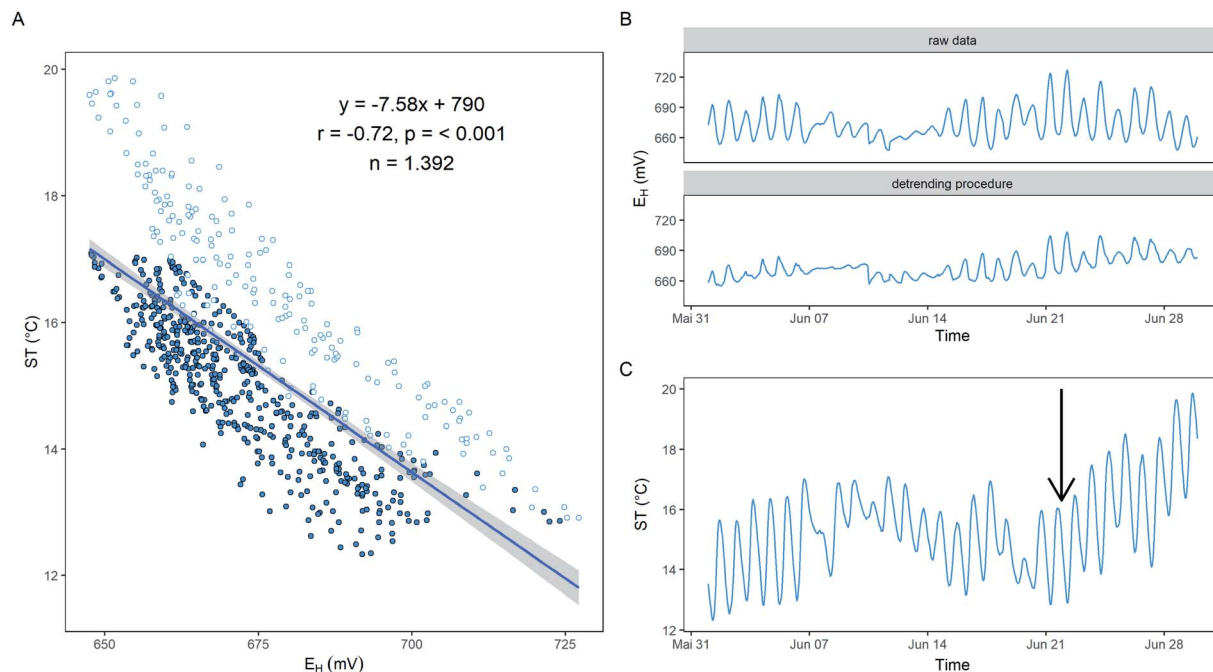 A
y = -7.58x + 790
r = -0.72, p = < 0.001
n = 1.392
ST (°C)
20
18
16
14
12
650
675
700
725
E_H (mV)
B
raw data
720
690
660
detrending procedure
720
690
660
E_H (mV)
Mai 31
Jun 07
Jun 14
Jun 21
Jun 28
Time
C
ST (°C)
20
18
16
14
12
Mai 31
Jun 07
Jun 14
Jun 21
Jun 28
Time